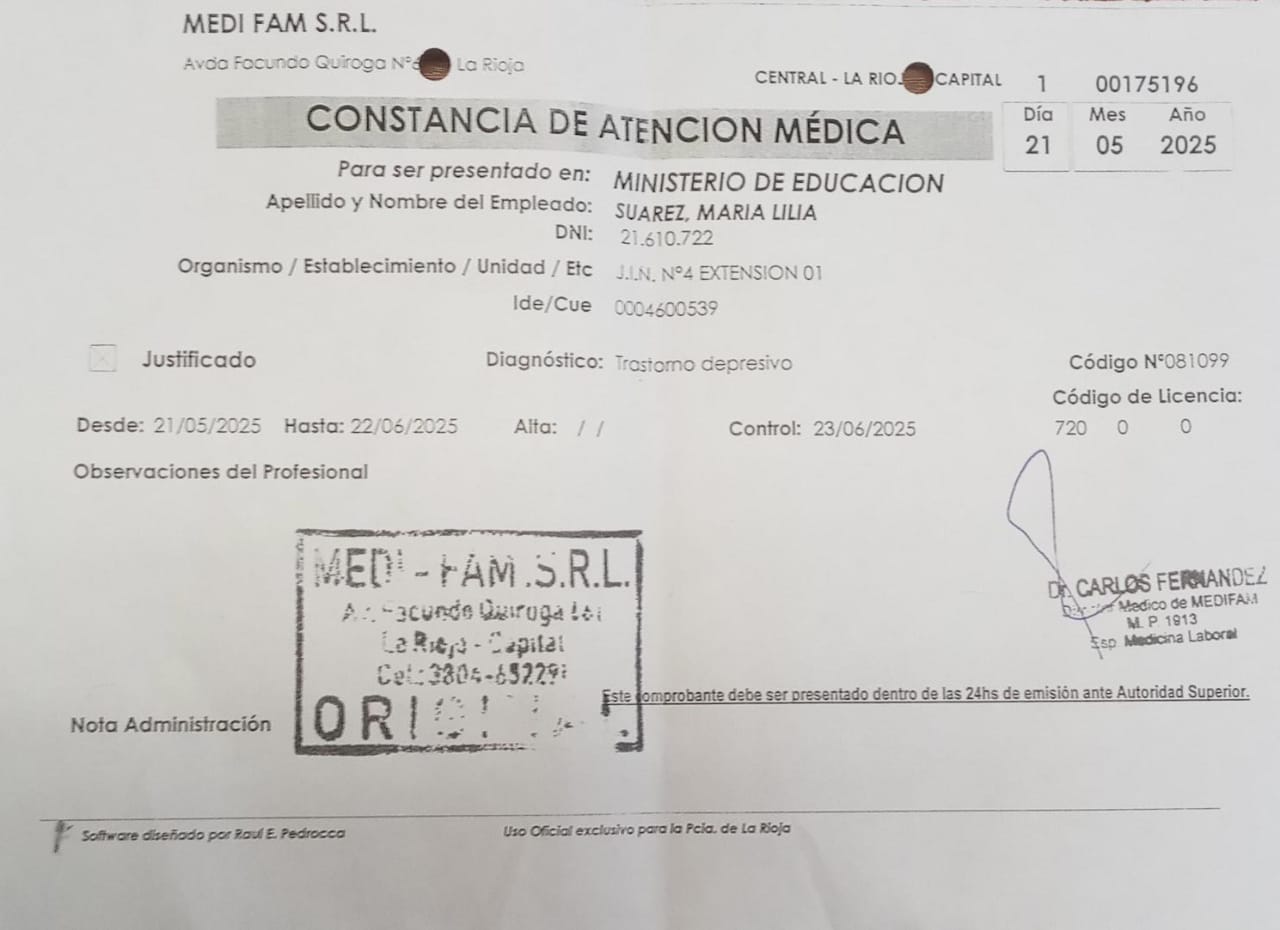 MEDI FAM S.R.L.
Avda Facundo Quiroga Nº La Rioja
CENTRAL - LA RIOJ CAPITAL 1 00175196
CONSTANCIA DE ATENCION MÉDICA
Día Mes Año
21 05 2025
Para ser presentado en: MINISTERIO DE EDUCACION
Apellido y Nombre del Empleado: SUAREZ, MARIA LILIA
DNI: 21.610.722
Organismo / Establecimiento / Unidad / Etc J.I.N. Nº4 EXTENSION 01
Ide/Cue 0004600539
Justificado Diagnóstico: Trastorno depresivo Código Nº081099
Código de Licencia:
Desde: 21/05/2025 Hasta: 22/06/2025 Alta: / / Control: 23/06/2025 720 0 0
Observaciones del Profesional
MEDI - FAM.S.R.L.
Facundo Quiroga
La Rioja - Capital
Cel.:3804-
Dr. CARLOS FERNANDEZ
Medico de MEDIFAM
M. P. 1913
Esp Medicina Laboral
Este comprobante debe ser presentado dentro de las 24hs de emisión ante Autoridad Superior.
Nota Administración
Software diseñado por Raul E. Pedrocca Uso Oficial exclusivo para la Pcia. de La Rioja